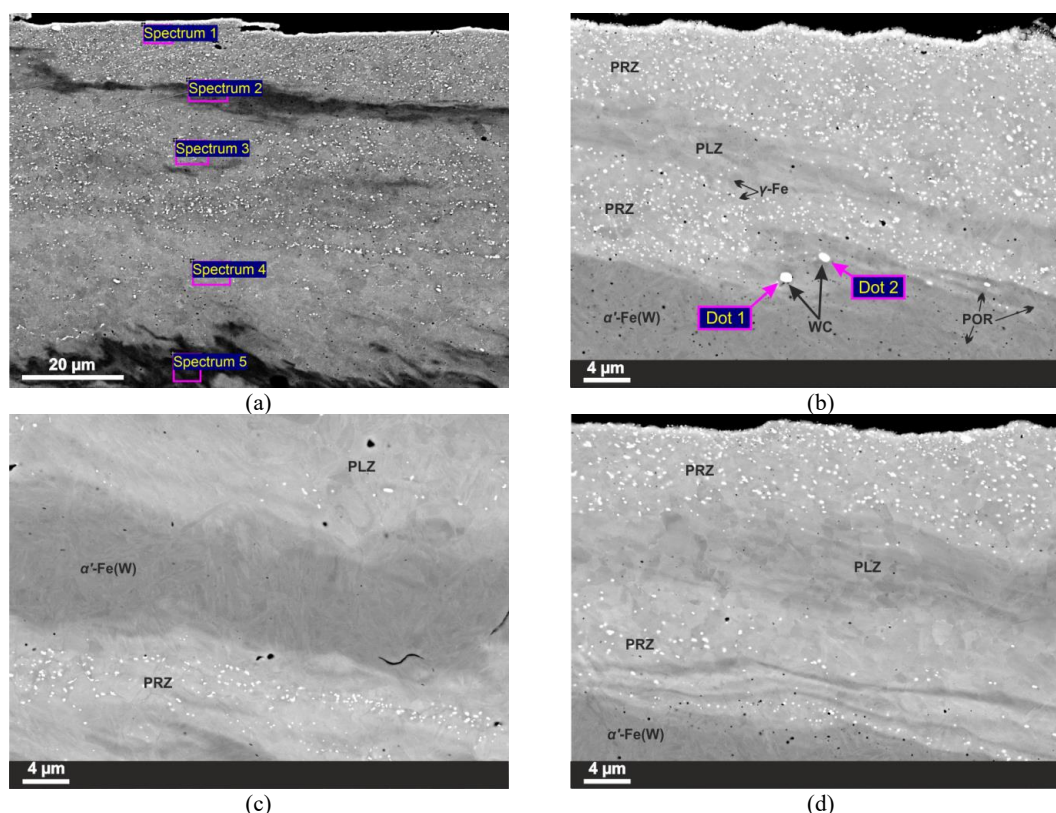 Spectrum 1
Spectrum 2
Spectrum 3
Spectrum 4
Spectrum 5
20 µm
(a)
PRZ
PLZ
γ-Fe
PRZ
Dot 2
Dot 1
WC
α'-Fe(W)
POR
4 µm
(b)
PLZ
α'-Fe(W)
PRZ
4 µm
(c)
PRZ
PLZ
PRZ
α'-Fe(W)
4 µm
(d)